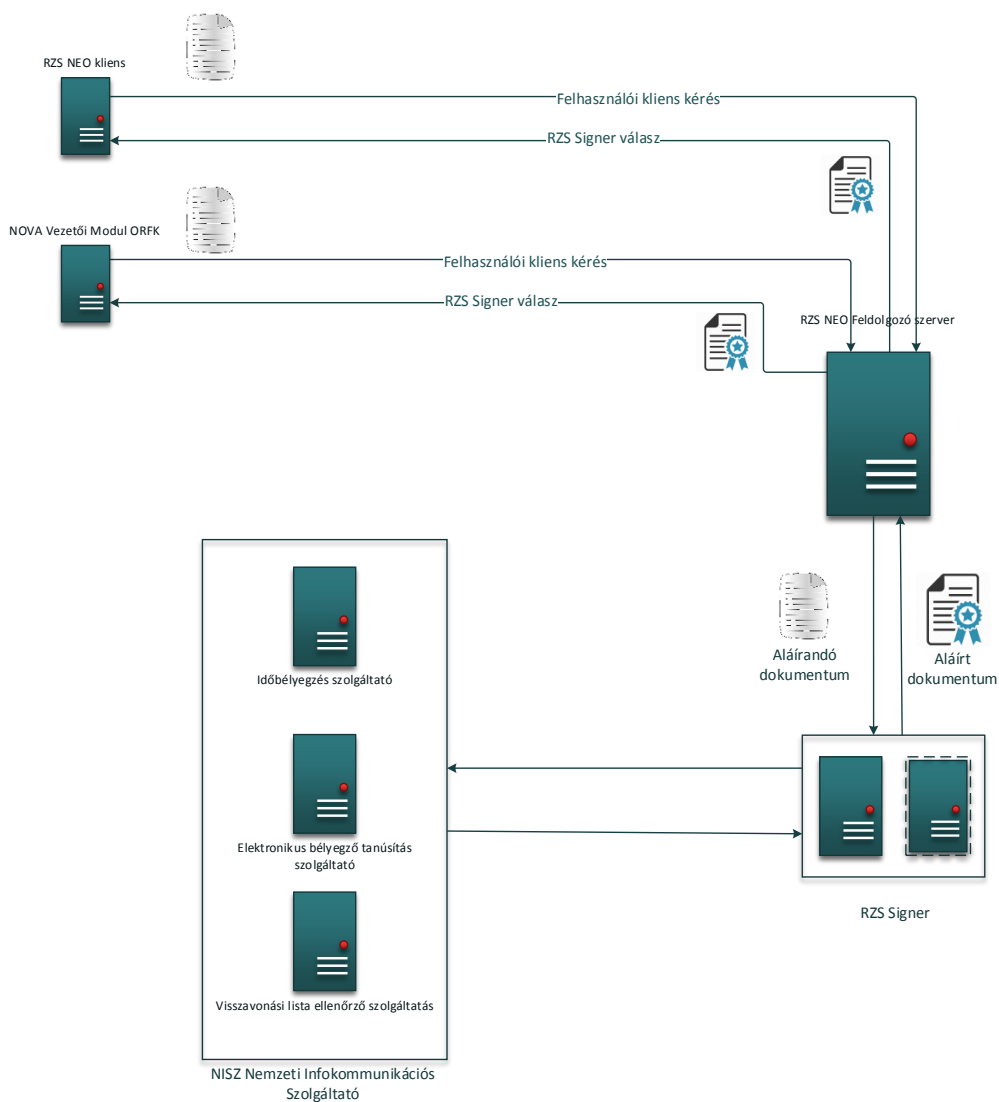 RZS NEO kliens
Felhasználói kliens kérés
RZS Signer válasz
NOVA Vezetői Modul ORFK
Felhasználói kliens kérés
RZS Signer válasz
RZS NEO Feldolgozó szerver
Aláírandó
dokumentum
Aláírt
dokumentum
Időbélyegzés szolgáltató
Elektronikus bélyegző tanúsítás
szolgáltató
Visszavonási lista ellenőrző szolgáltatás
RZS Signer
NISZ Nemzeti Infokommunikációs
Szolgáltató